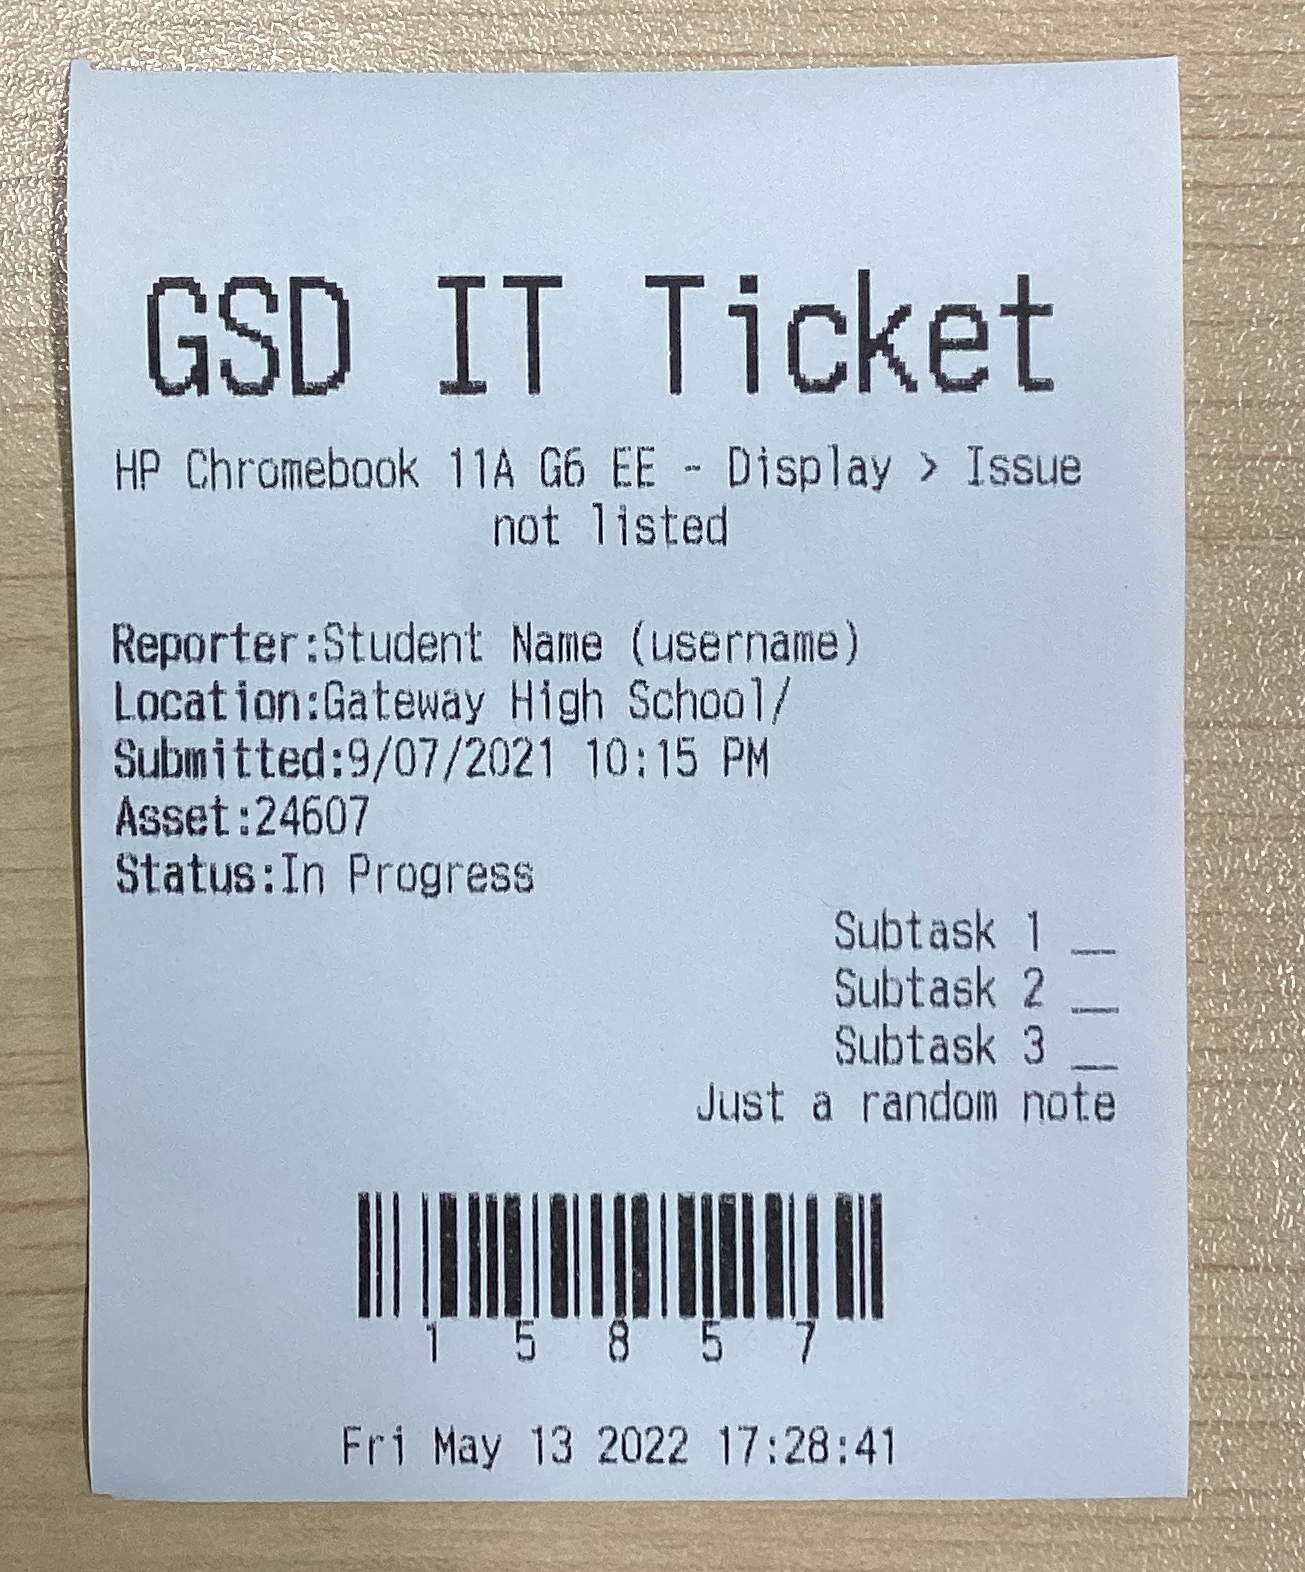 GSD IT Ticket
HP Chromebook 11A G6 EE - Display > Issue
not listed
Reporter:Student Name (username)
Location:Gateway High School/
Submitted:9/07/2021 10:15 PM
Asset:24607
Status:In Progress
Subtask 1 __
Subtask 2 __
Subtask 3 __
Just a random note
1 5 8 5 7
Fri May 13 2022 17:28:41